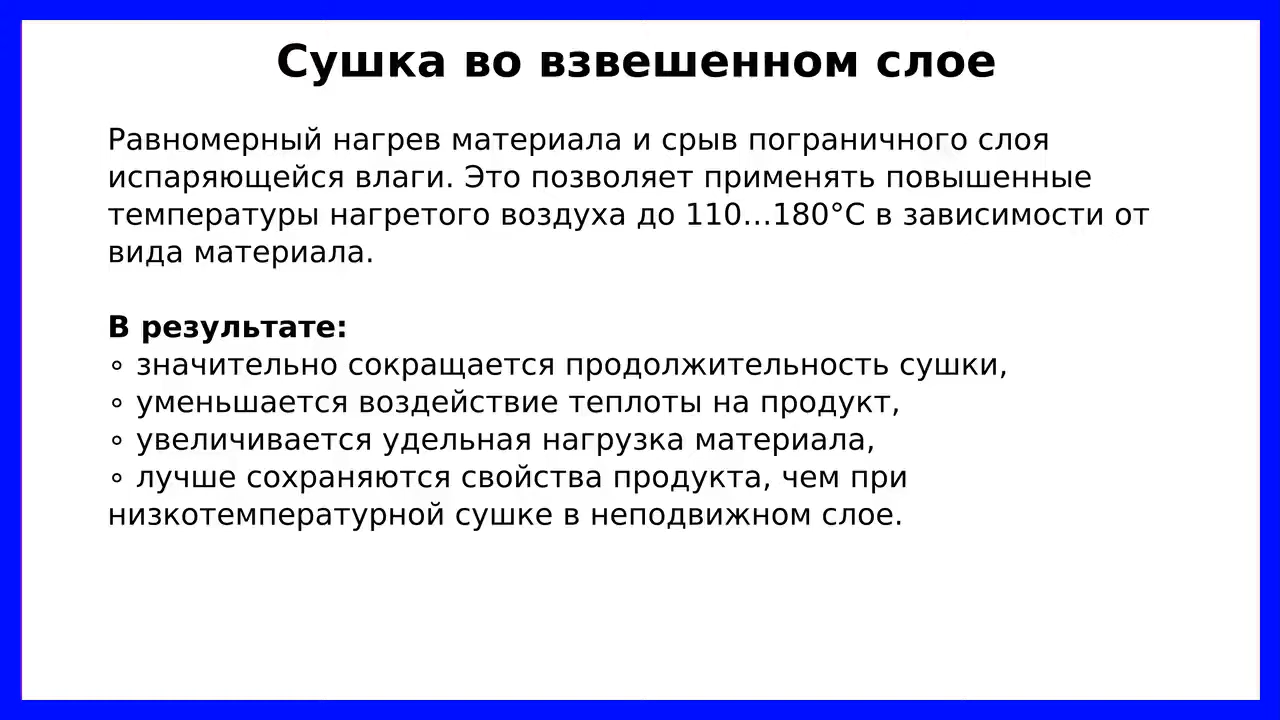 Сушка во взвешенном слое
Равномерный нагрев материала и срыв пограничного слоя
испаряющейся влаги. Это позволяет применять повышенные
температуры нагретого воздуха до 110…180°С в зависимости от
вида материала.
В результате:
∘ значительно сокращается продолжительность сушки,
∘ уменьшается воздействие теплоты на продукт,
∘ увеличивается удельная нагрузка материала,
∘ лучше сохраняются свойства продукта, чем при
низкотемпературной сушке в неподвижном слое.